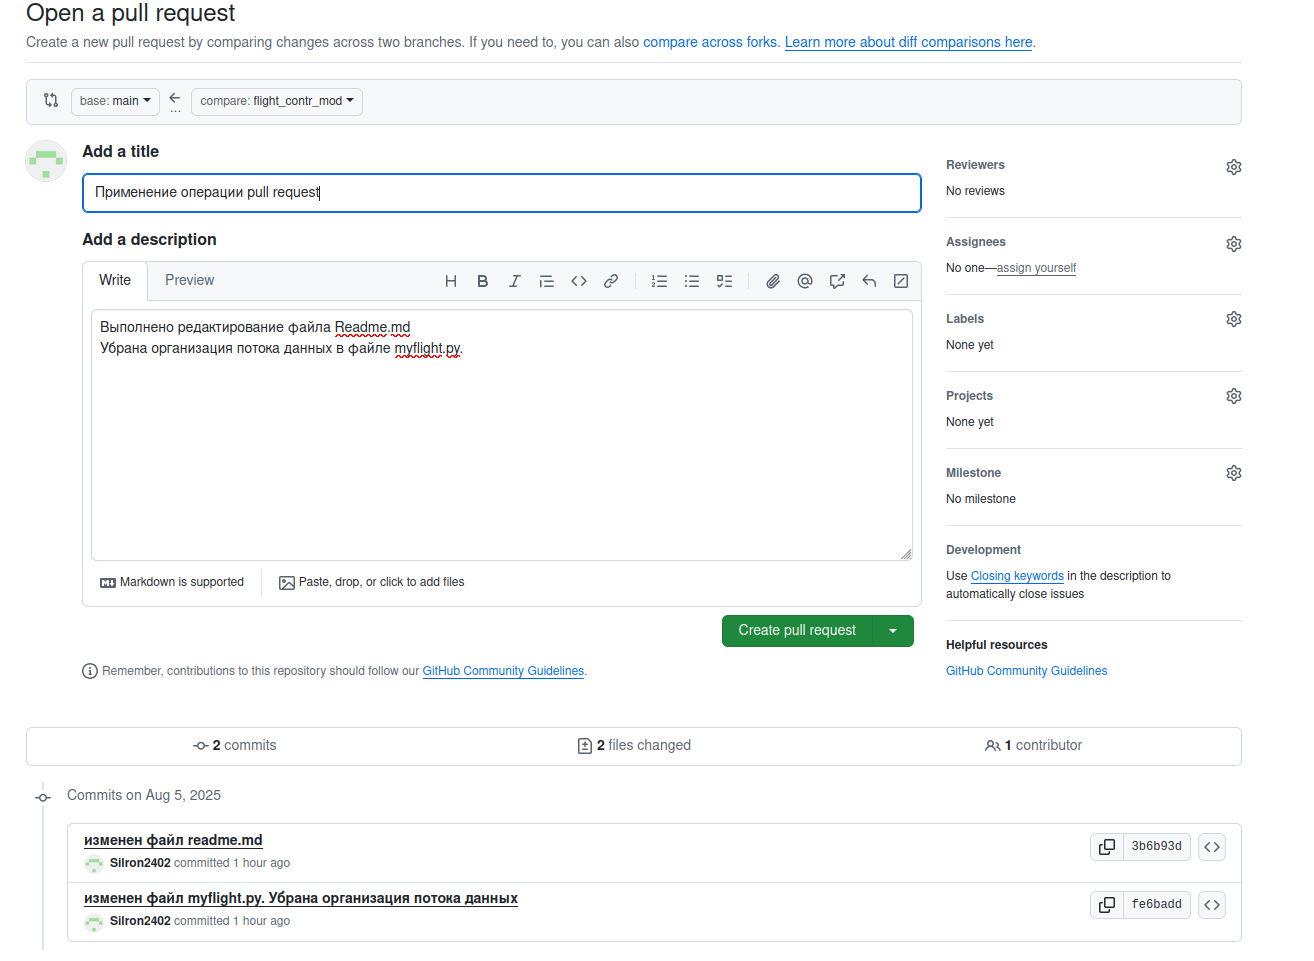 Open a pull request
Create a new pull request by comparing changes across two branches. If you need to, you can also compare across forks. Learn more about diff comparisons here.
base: main
...
compare: flight_contr_mod
Add a title
Применение операции pull request
Add a description
Write
Preview
Выполнено редактирование файла Readme.md
Убрана организация потока данных в файле myflight.py.
Markdown is supported
Paste, drop, or click to add files
Create pull request
Remember, contributions to this repository should follow our GitHub Community Guidelines.
Reviewers
No reviews
Assignees
No one—assign yourself
Labels
None yet
Projects
None yet
Milestone
No milestone
Development
Use Closing keywords in the description to
automatically close issues
Helpful resources
GitHub Community Guidelines
2 commits
2 files changed
1 contributor
Commits on Aug 5, 2025
изменен файл readme.md
Silron2402 committed 1 hour ago
3b6b93d
изменен файл myflight.py. Убрана организация потока данных
Silron2402 committed 1 hour ago
fe6badd